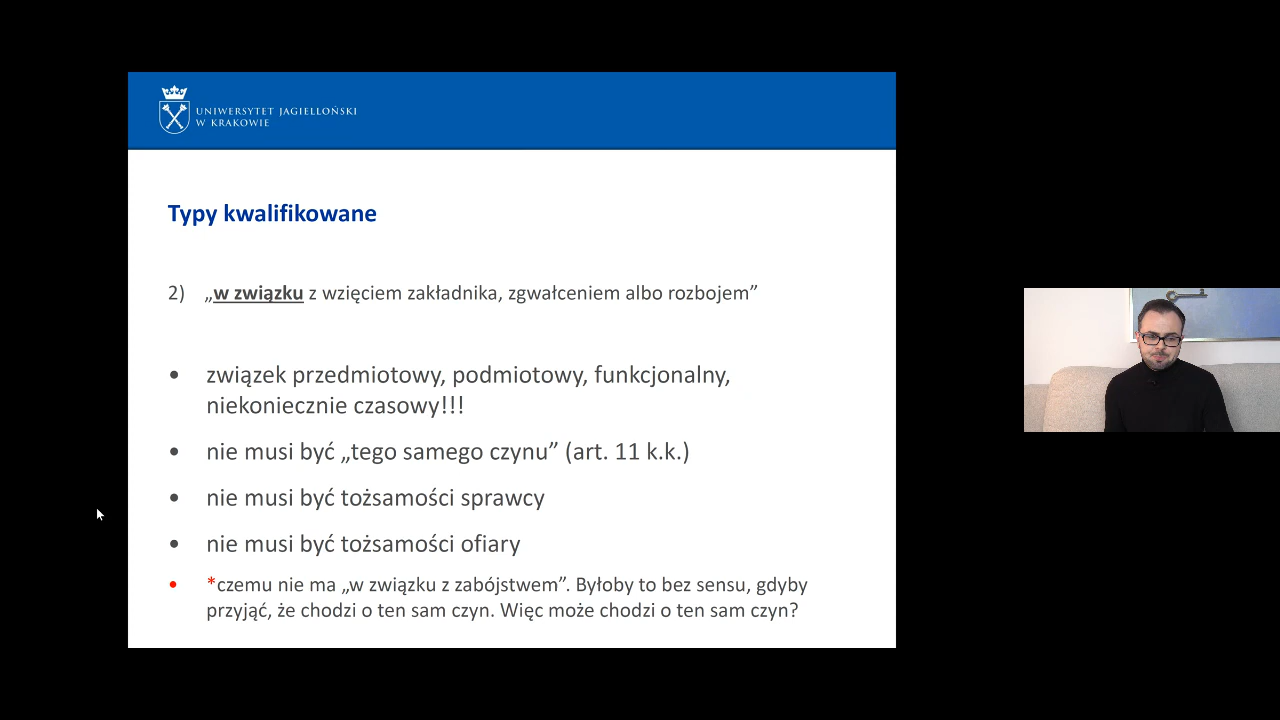 UNIWERSYTET JAGIELLOŃSKI
W KRAKOWIE
Typy kwalifikowane
2) „w związku z wzięciem zakładnika, zgwałceniem albo rozbojem”
• związek przedmiotowy, podmiotowy, funkcjonalny,
niekoniecznie czasowy!!!
• nie musi być „tego samego czynu” (art. 11 k.k.)
• nie musi być tożsamości sprawcy
• nie musi być tożsamości ofiary
• *czemu nie ma „w związku z zabójstwem”. Byłoby to bez sensu, gdyby
przyjąć, że chodzi o ten sam czyn. Więc może chodzi o ten sam czyn?